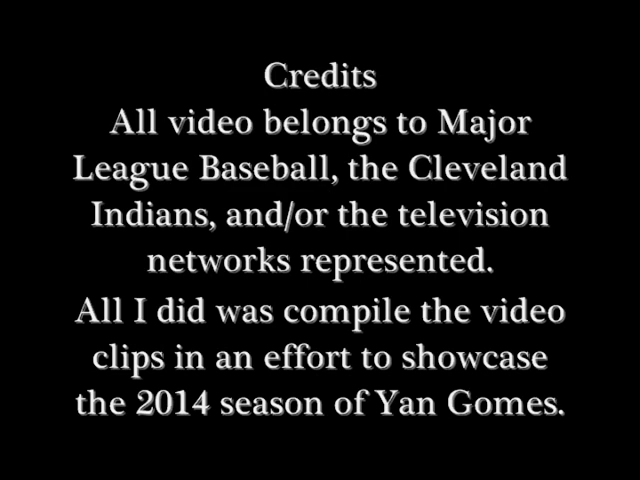 Credits
All video belongs to Major
League Baseball, the Cleveland
Indians, and/or the television
networks represented.
All I did was compile the video
clips in an effort to showcase
the 2014 season of Yan Gomes.